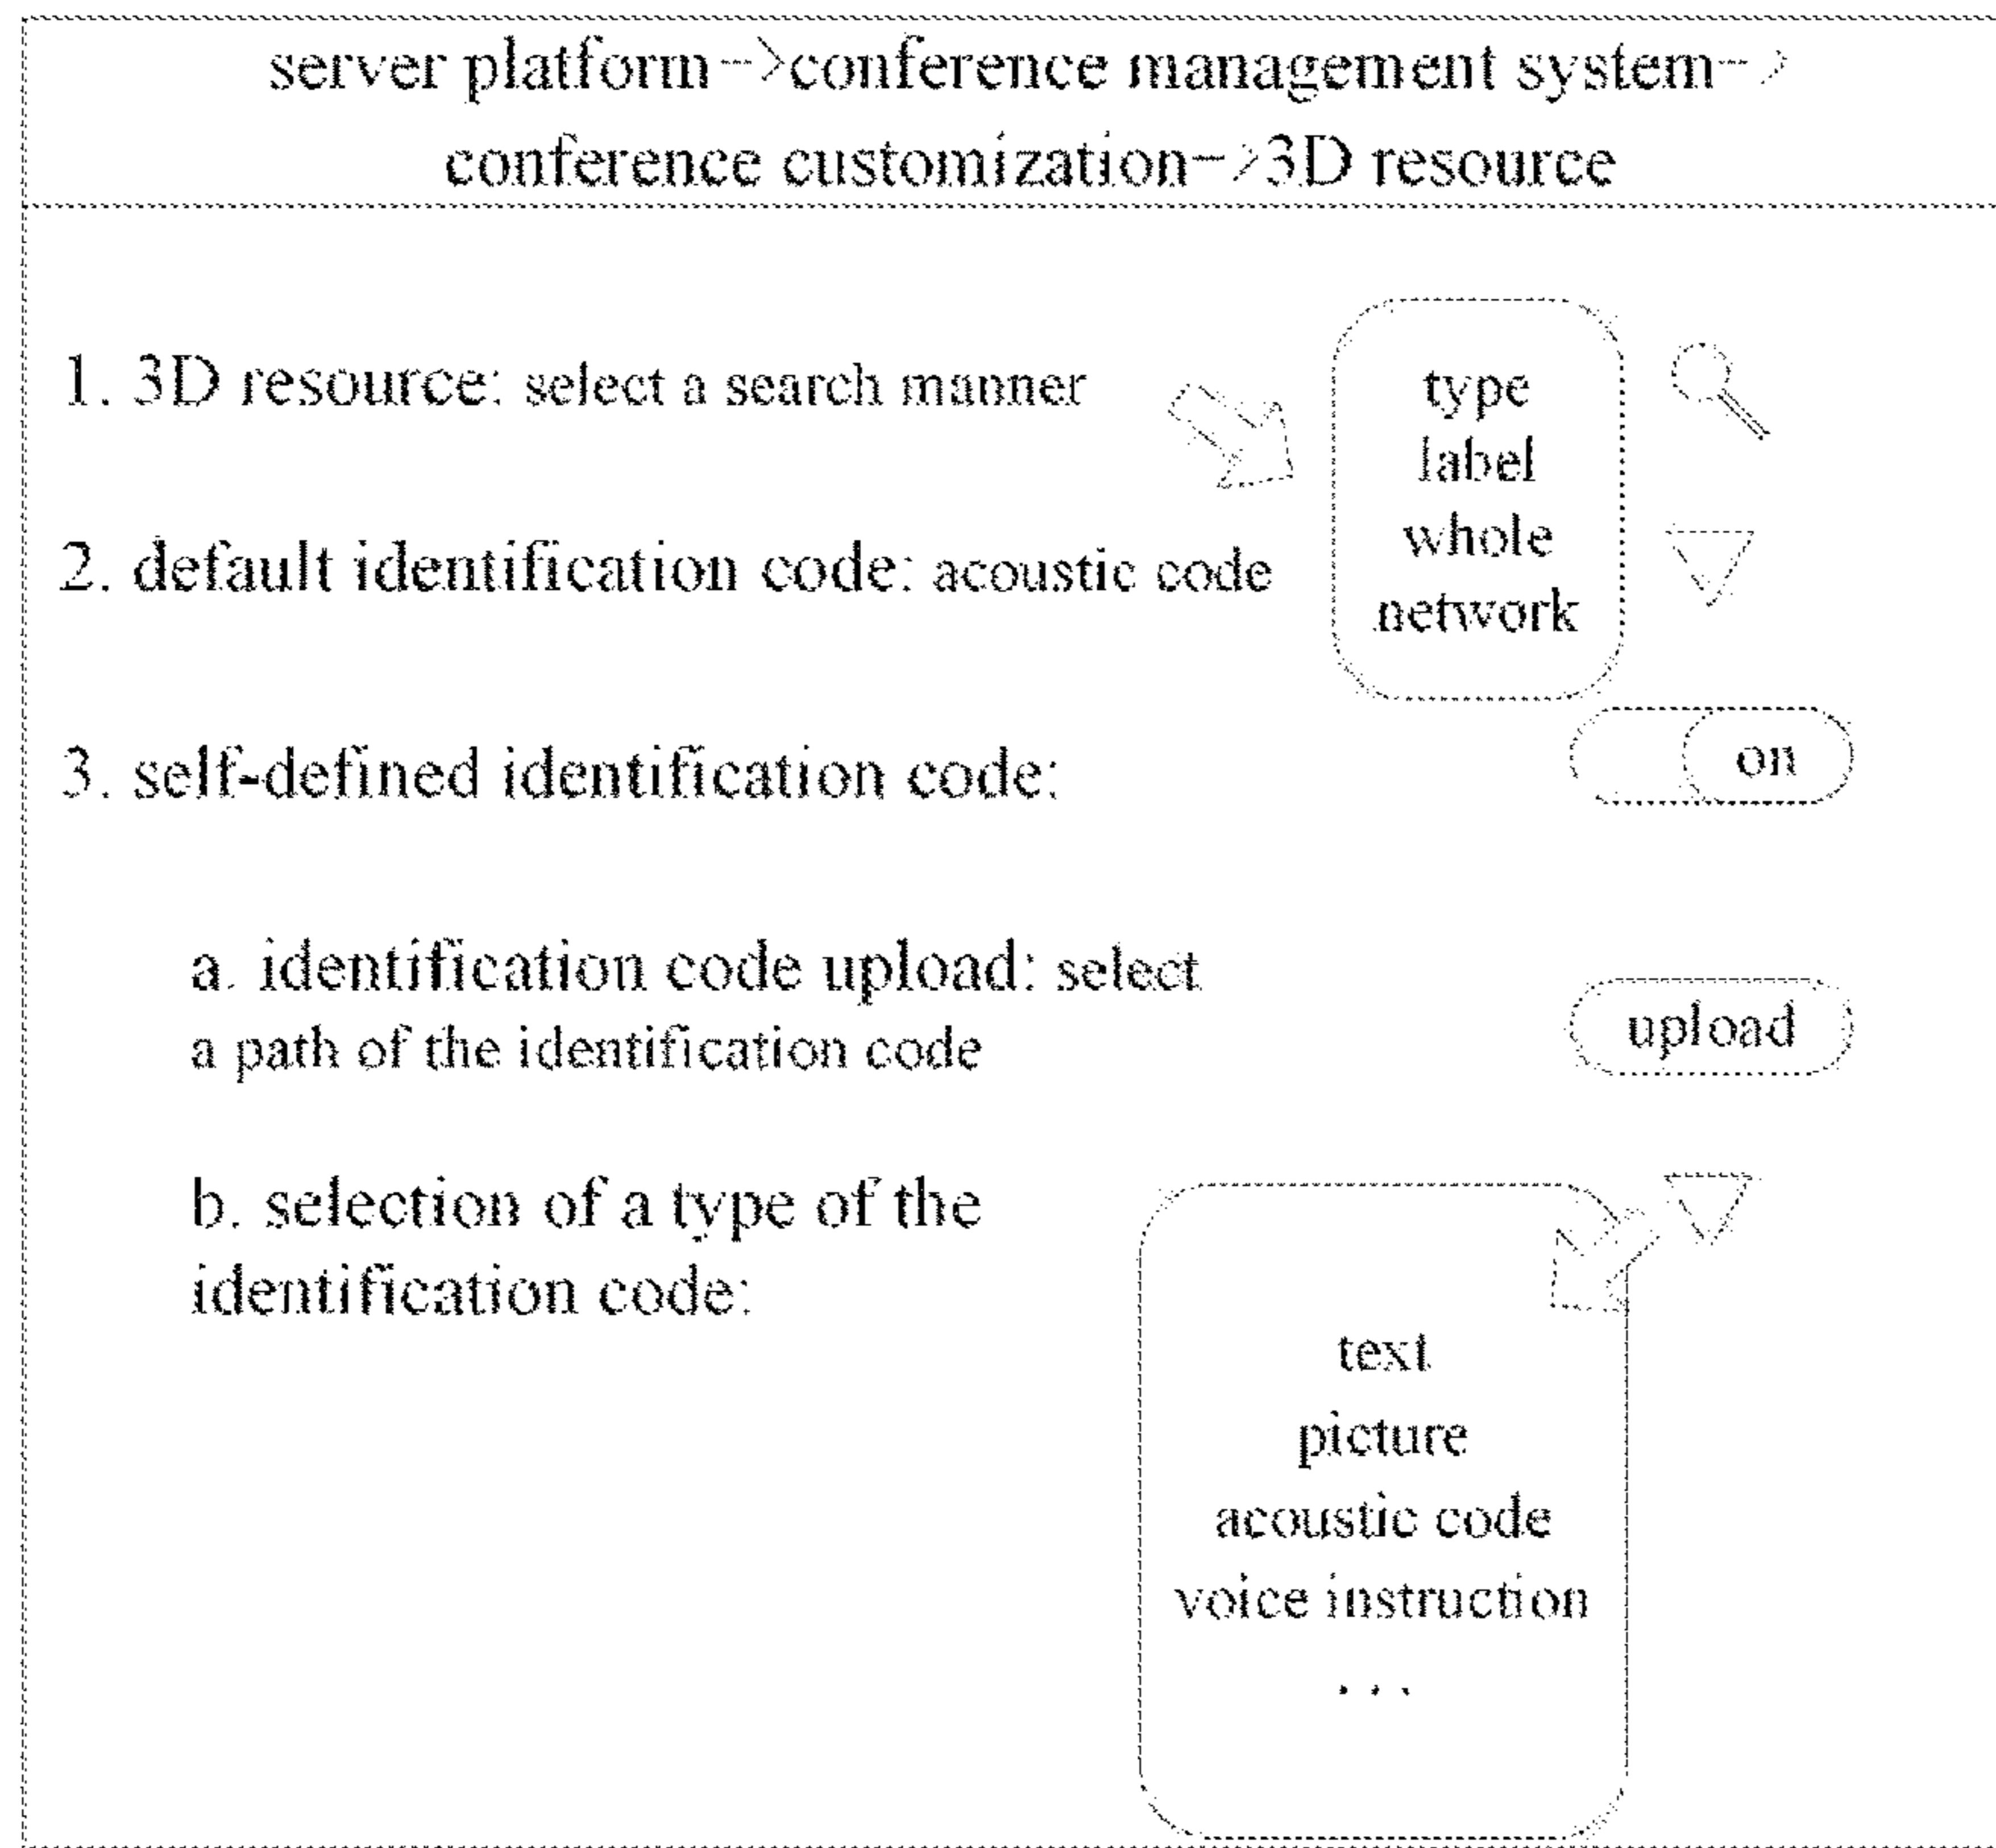 server platform-->conference management system-->
conference customization-->3D resource
1. 3D resource: select a search manner
type
label
whole
network
2. default identification code: acoustic code
3. self-defined identification code:
on
a. identification code upload: select
a path of the identification code
upload
b. selection of a type of the
identification code:
text
picture
acoustic code
voice instruction
...